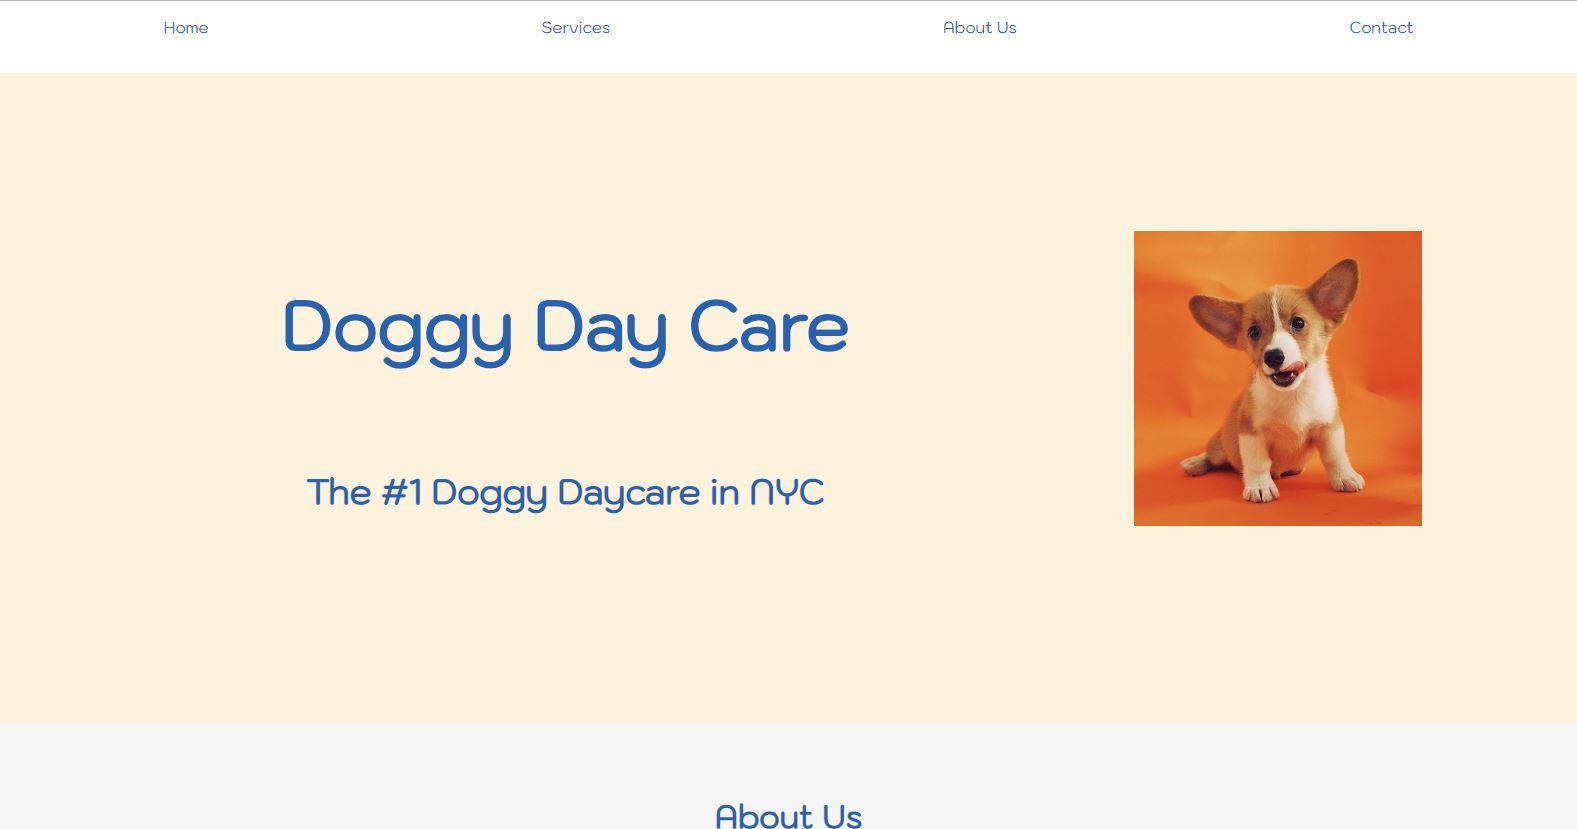 Home
Services
About Us
Contact
Doggy Day Care
The #1 Doggy Daycare in NYC
About Us